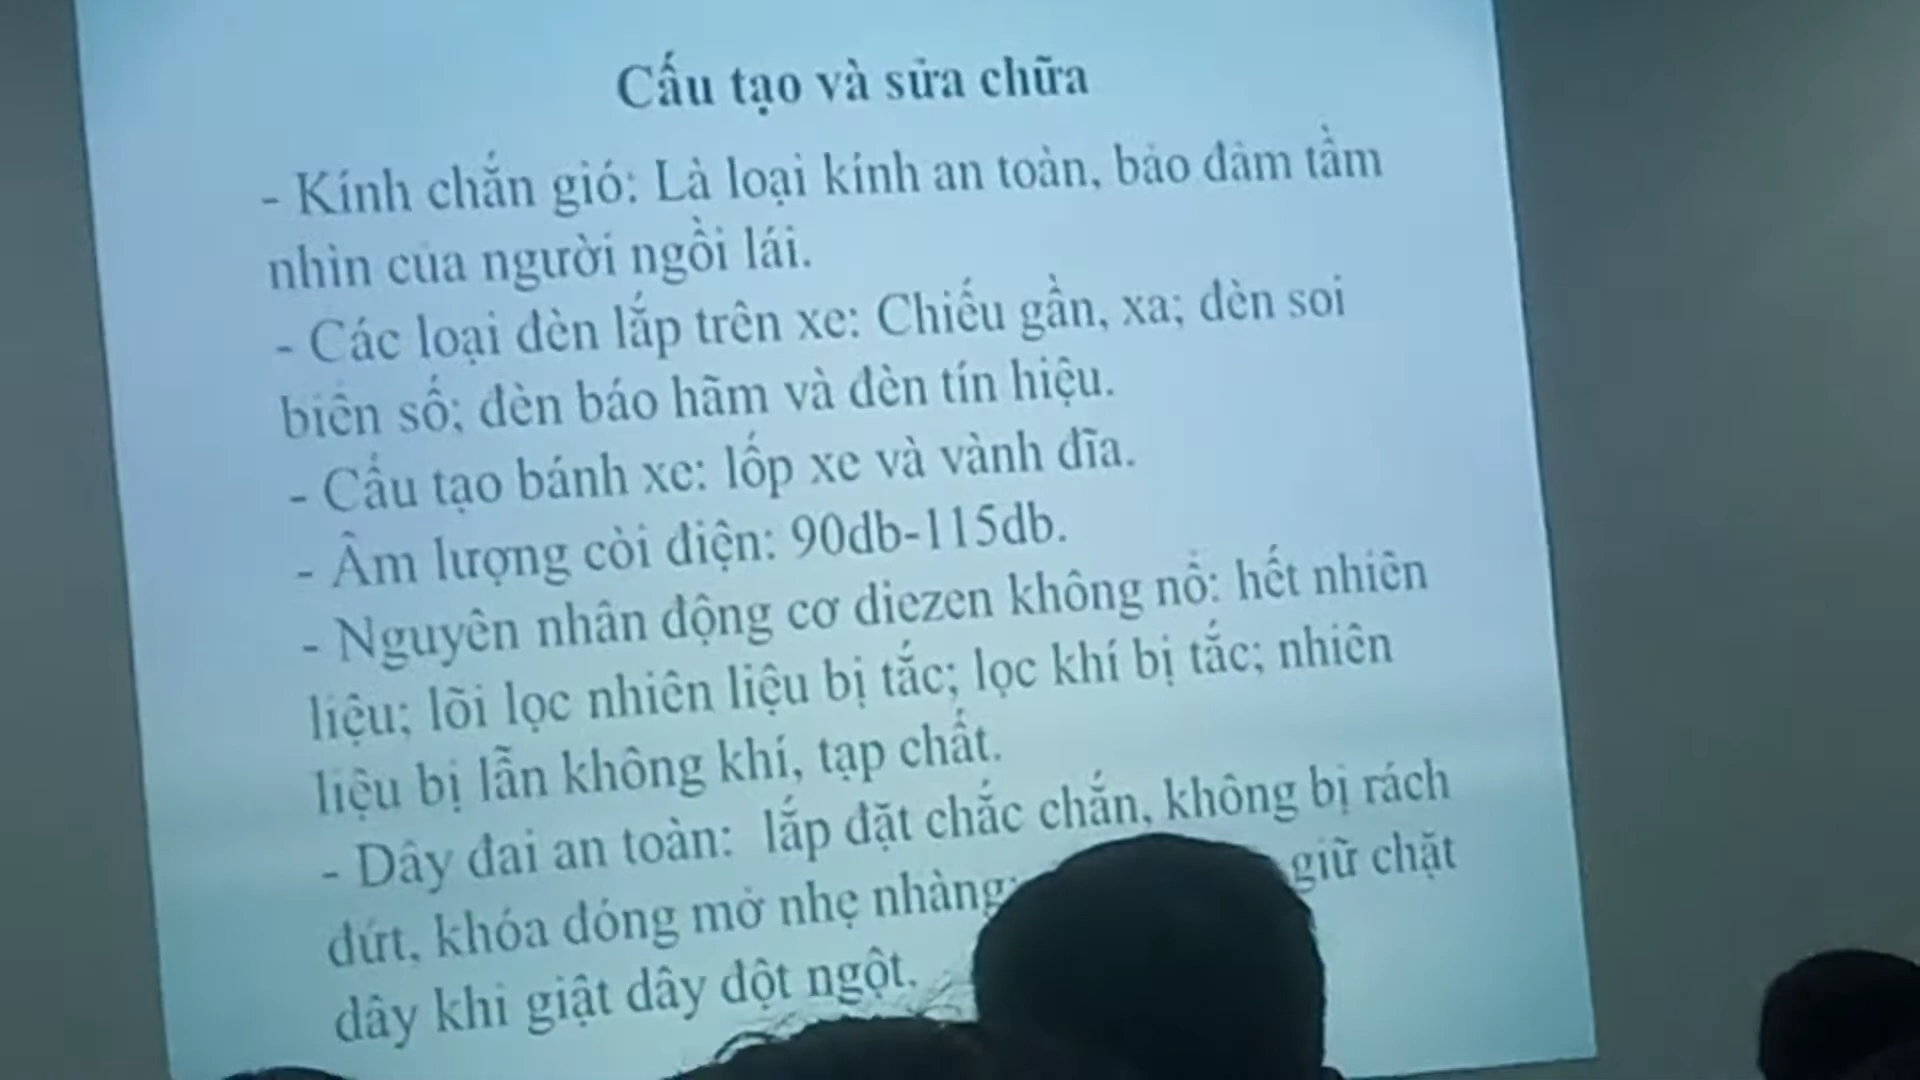 Cấu tạo và sửa chữa
- Kính chắn gió: Là loại kính an toàn, bảo đảm tầm
nhìn của người ngồi lái.
- Các loại đèn lắp trên xe: Chiếu gần, xa; đèn soi
biển số; đèn báo hãm và đèn tín hiệu.
- Cấu tạo bánh xe: lốp xe và vành đĩa.
- Âm lượng còi điện: 90db-115db.
- Nguyên nhân động cơ diezen không nổ: hết nhiên
liệu; lõi lọc nhiên liệu bị tắc; lọc khí bị tắc; nhiên
liệu bị lẫn không khí, tạp chất.
- Dây đai an toàn: lắp đặt chắc chắn, không bị rách
đứt, khóa đóng mở nhẹ nhàng giữ chặt
dây khi giật dây đột ngột.